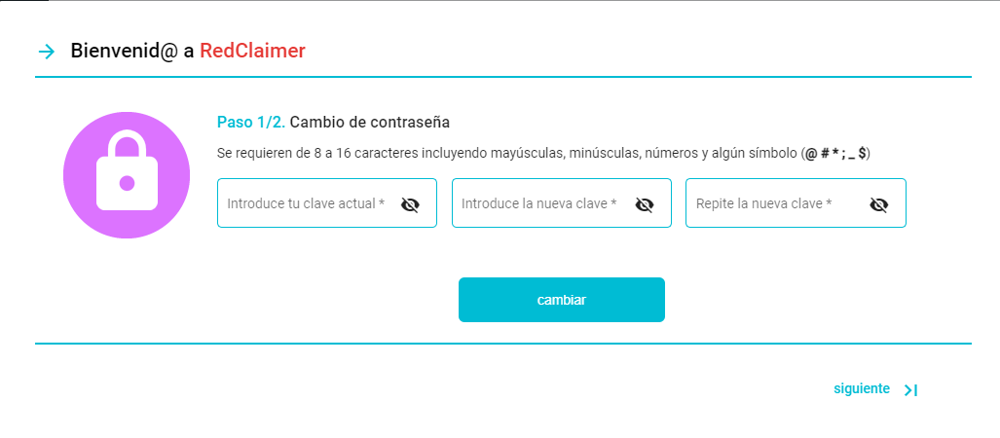 Bienvenid@ a RedClaimer
Paso 1/2. Cambio de contraseña
Se requieren de 8 a 16 caracteres incluyendo mayúsculas, minúsculas, números y algún símbolo (@ # * ; _ $)
Introduce tu clave actual * Introduce la nueva clave * Repite la nueva clave *
cambiar
siguiente